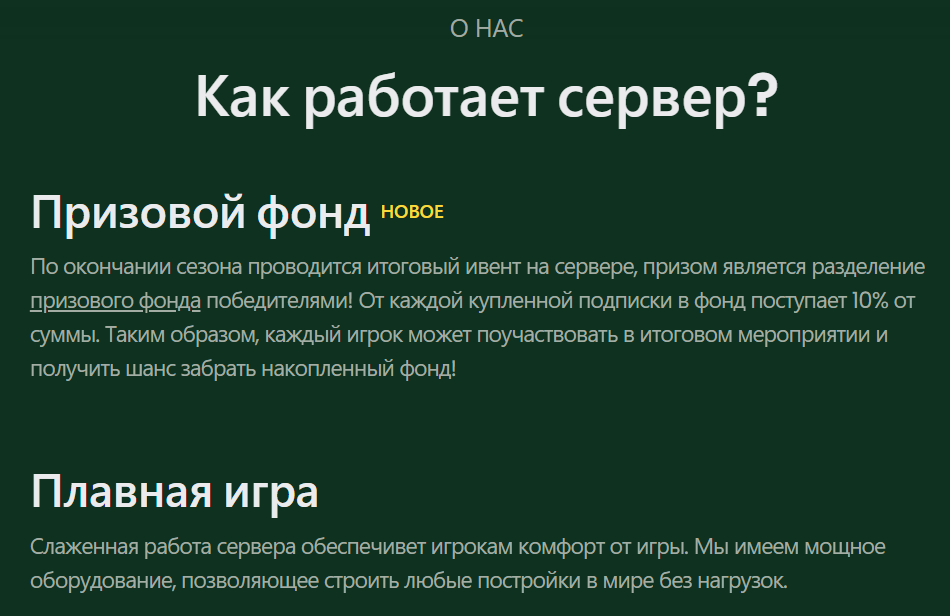 О НАС
Как работает сервер?
Призовой фонд НОВОЕ
По окончании сезона проводится итоговый ивент на сервере, призом является разделение
призового фонда победителями! От каждой купленной подписки в фонд поступает 10% от
суммы. Таким образом, каждый игрок может поучаствовать в итоговом мероприятии и
получить шанс забрать накопленный фонд!
Плавная игра
Слаженная работа сервера обеспечивет игрокам комфорт от игры. Мы имеем мощное
оборудование, позволяющее строить любые постройки в мире без нагрузок.